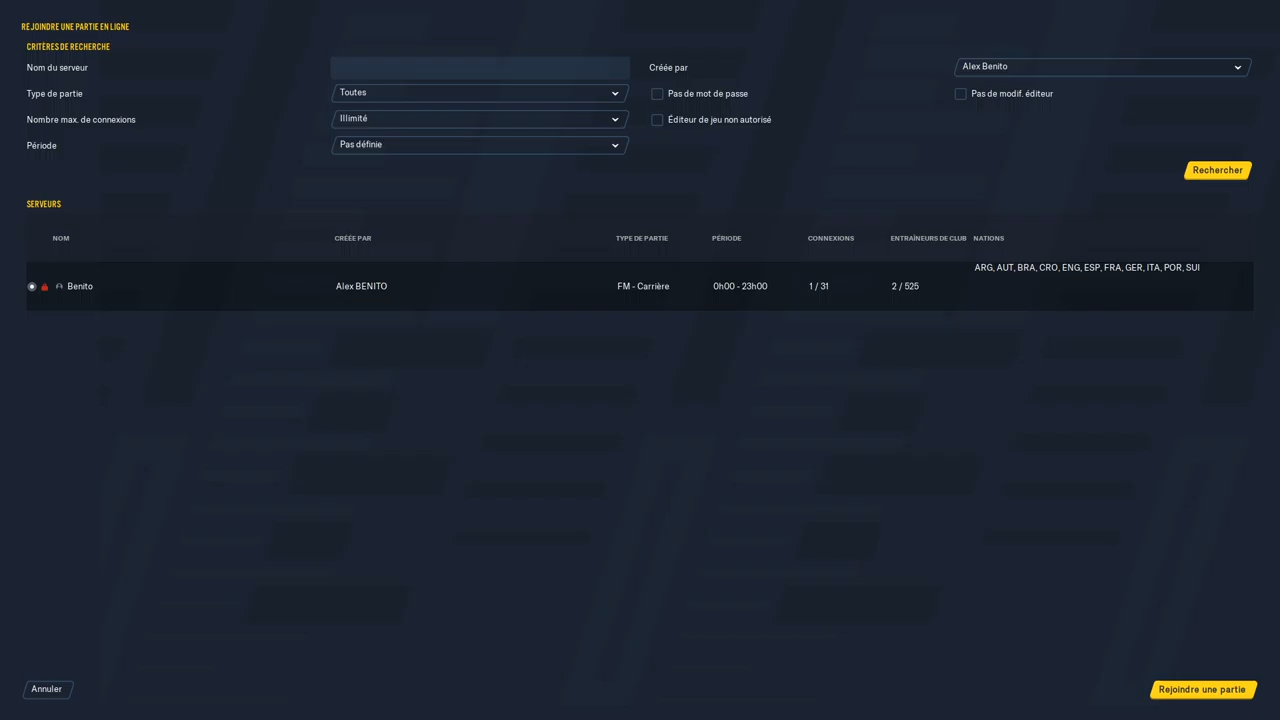 REJOINDRE UNE PARTIE EN LIGNE
CRITÈRES DE RECHERCHE
Nom du serveur
Créée par
Alex Benito
Type de partie
Toutes
Pas de mot de passe
Pas de modif. éditeur
Nombre max. de connexions
Illimité
Éditeur de jeu non autorisé
Période
Pas définie
Rechercher
SERVEURS
NOM CRÉÉE PAR TYPE DE PARTIE PÉRIODE CONNEXIONS ENTRAÎNEURS DE CLUB NATIONS
ARG, AUT, BRA, CRO, ENG, ESP, FRA, GER, ITA, POR, SUI
Benito Alex BENITO FM - Carrière 0h00 - 23h00 1 / 31 2 / 525
Annuler
Rejoindre une partie